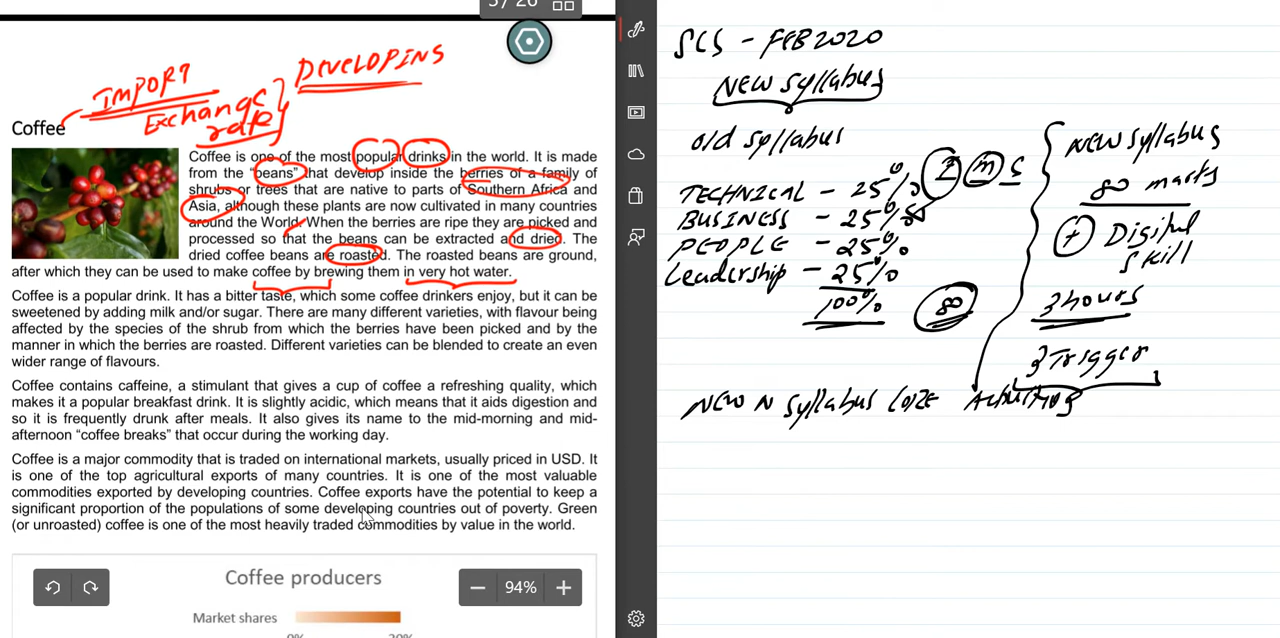 5 / 26
DEVELOPING
IMPORT
Exchange
rate
Coffee
Coffee is one of the most popular drinks in the world. It is made
from the "beans" that develop inside the berries of a family of
shrubs or trees that are native to parts of Southern Africa and
Asia, although these plants are now cultivated in many countries
around the World. When the berries are ripe they are picked and
processed so that the beans can be extracted and dried. The
dried coffee beans are roasted. The roasted beans are ground,
after which they can be used to make coffee by brewing them in very hot water.
Coffee is a popular drink. It has a bitter taste, which some coffee drinkers enjoy, but it can be
sweetened by adding milk and/or sugar. There are many different varieties, with flavour being
affected by the species of the shrub from which the berries have been picked and by the
manner in which the berries are roasted. Different varieties can be blended to create an even
wider range of flavours.
Coffee contains caffeine, a stimulant that gives a cup of coffee a refreshing quality, which
makes it a popular breakfast drink. It is slightly acidic, which means that it aids digestion and
so it is frequently drunk after meals. It also gives its name to the mid-morning and mid-
afternoon "coffee breaks" that occur during the working day.
Coffee is a major commodity that is traded on international markets, usually priced in USD. It
is one of the top agricultural exports of many countries. It is one of the most valuable
commodities exported by developing countries. Coffee exports have the potential to keep a
significant proportion of the populations of some developing countries out of poverty. Green
(or unroasted) coffee is one of the most heavily traded commodities by value in the world.
Coffee producers
94%
Market shares
0% 20%
SCS - FEB 2020
NEW syllabus
old syllabus
TECHNICAL - 25%
BUSINESS - 25%
PEOPLE - 25%
Leadership - 25%
100%
80
E m S
NEW syllabus
80 marks
+ Digital
skill
3 hours
3 Trigger
NEW N syllabus CORE Activities